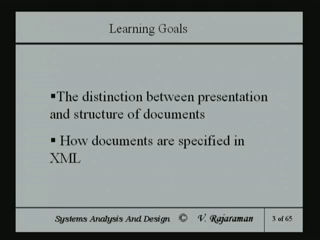 Learning Goals
▪The distinction between presentation
and structure of documents
▪ How documents are specified in
XML
Systems Analysis And Design © V. Rajaraman 3 of 65